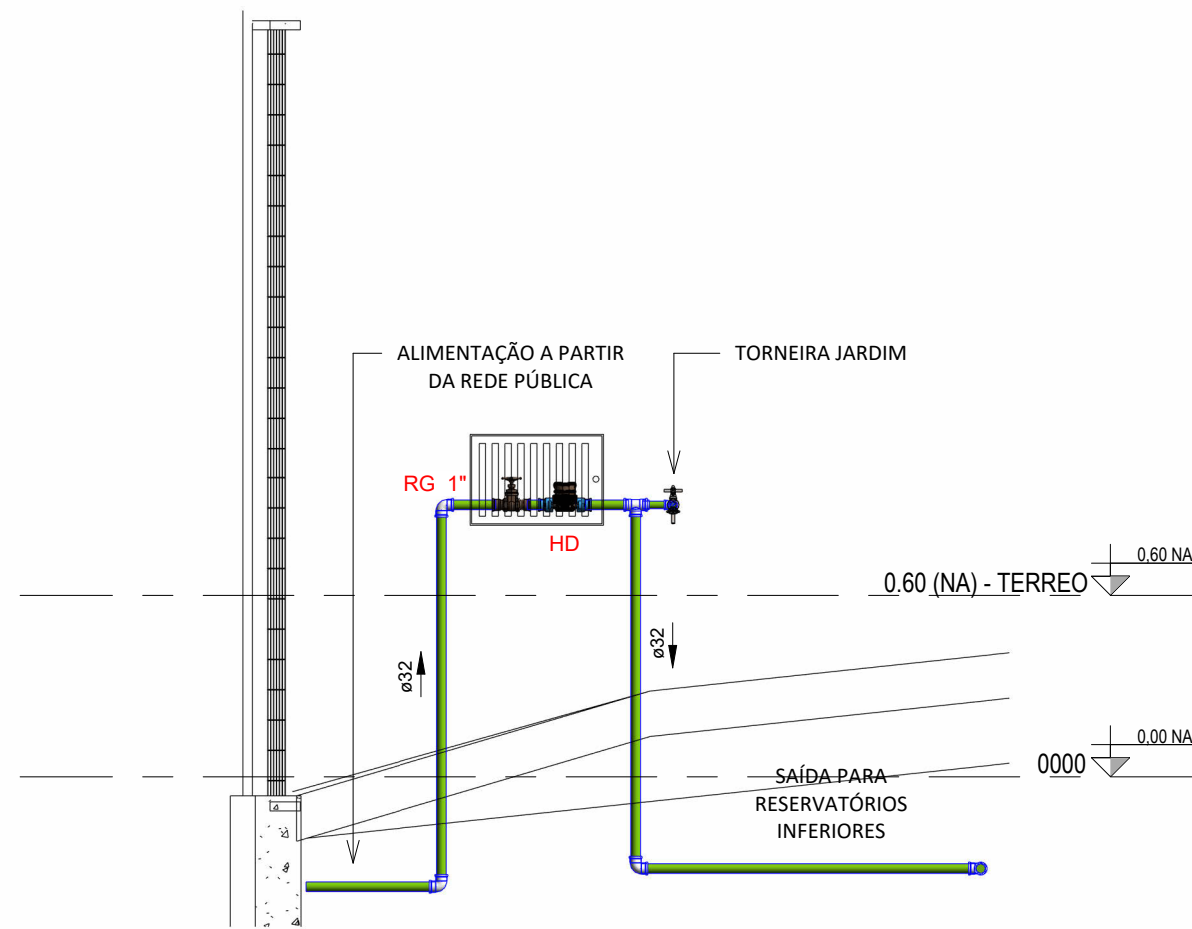 ALIMENTAÇÃO A PARTIR
DA REDE PÚBLICA
TORNEIRA JARDIM
RG 1"
HD
0,60 NA
0.60 (NA) - TERREO
ø32
ø32
0,00 NA
0000
SAÍDA PARA
RESERVATÓRIOS
INFERIORES